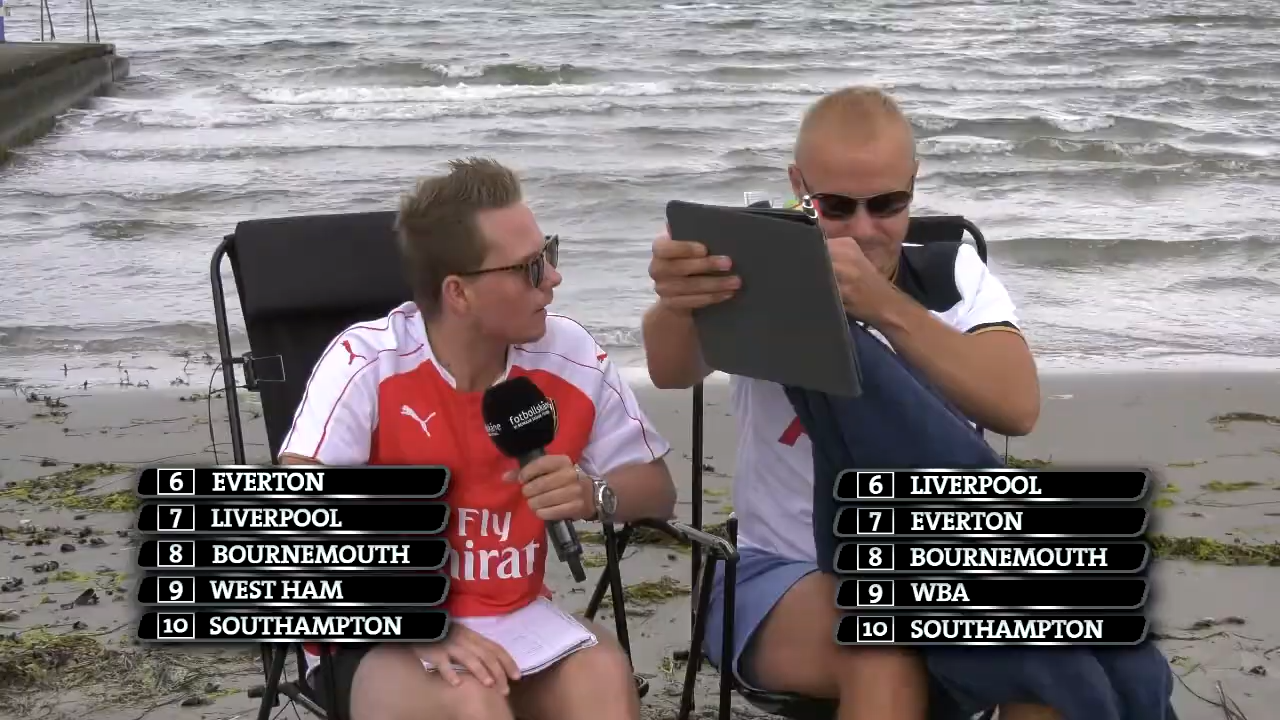 fotbollskåne
Fly
6 EVERTON
7 LIVERPOOL
8 BOURNEMOUTH
9 WEST HAM
10 SOUTHAMPTON
6 LIVERPOOL
7 EVERTON
8 BOURNEMOUTH
9 WBA
10 SOUTHAMPTON